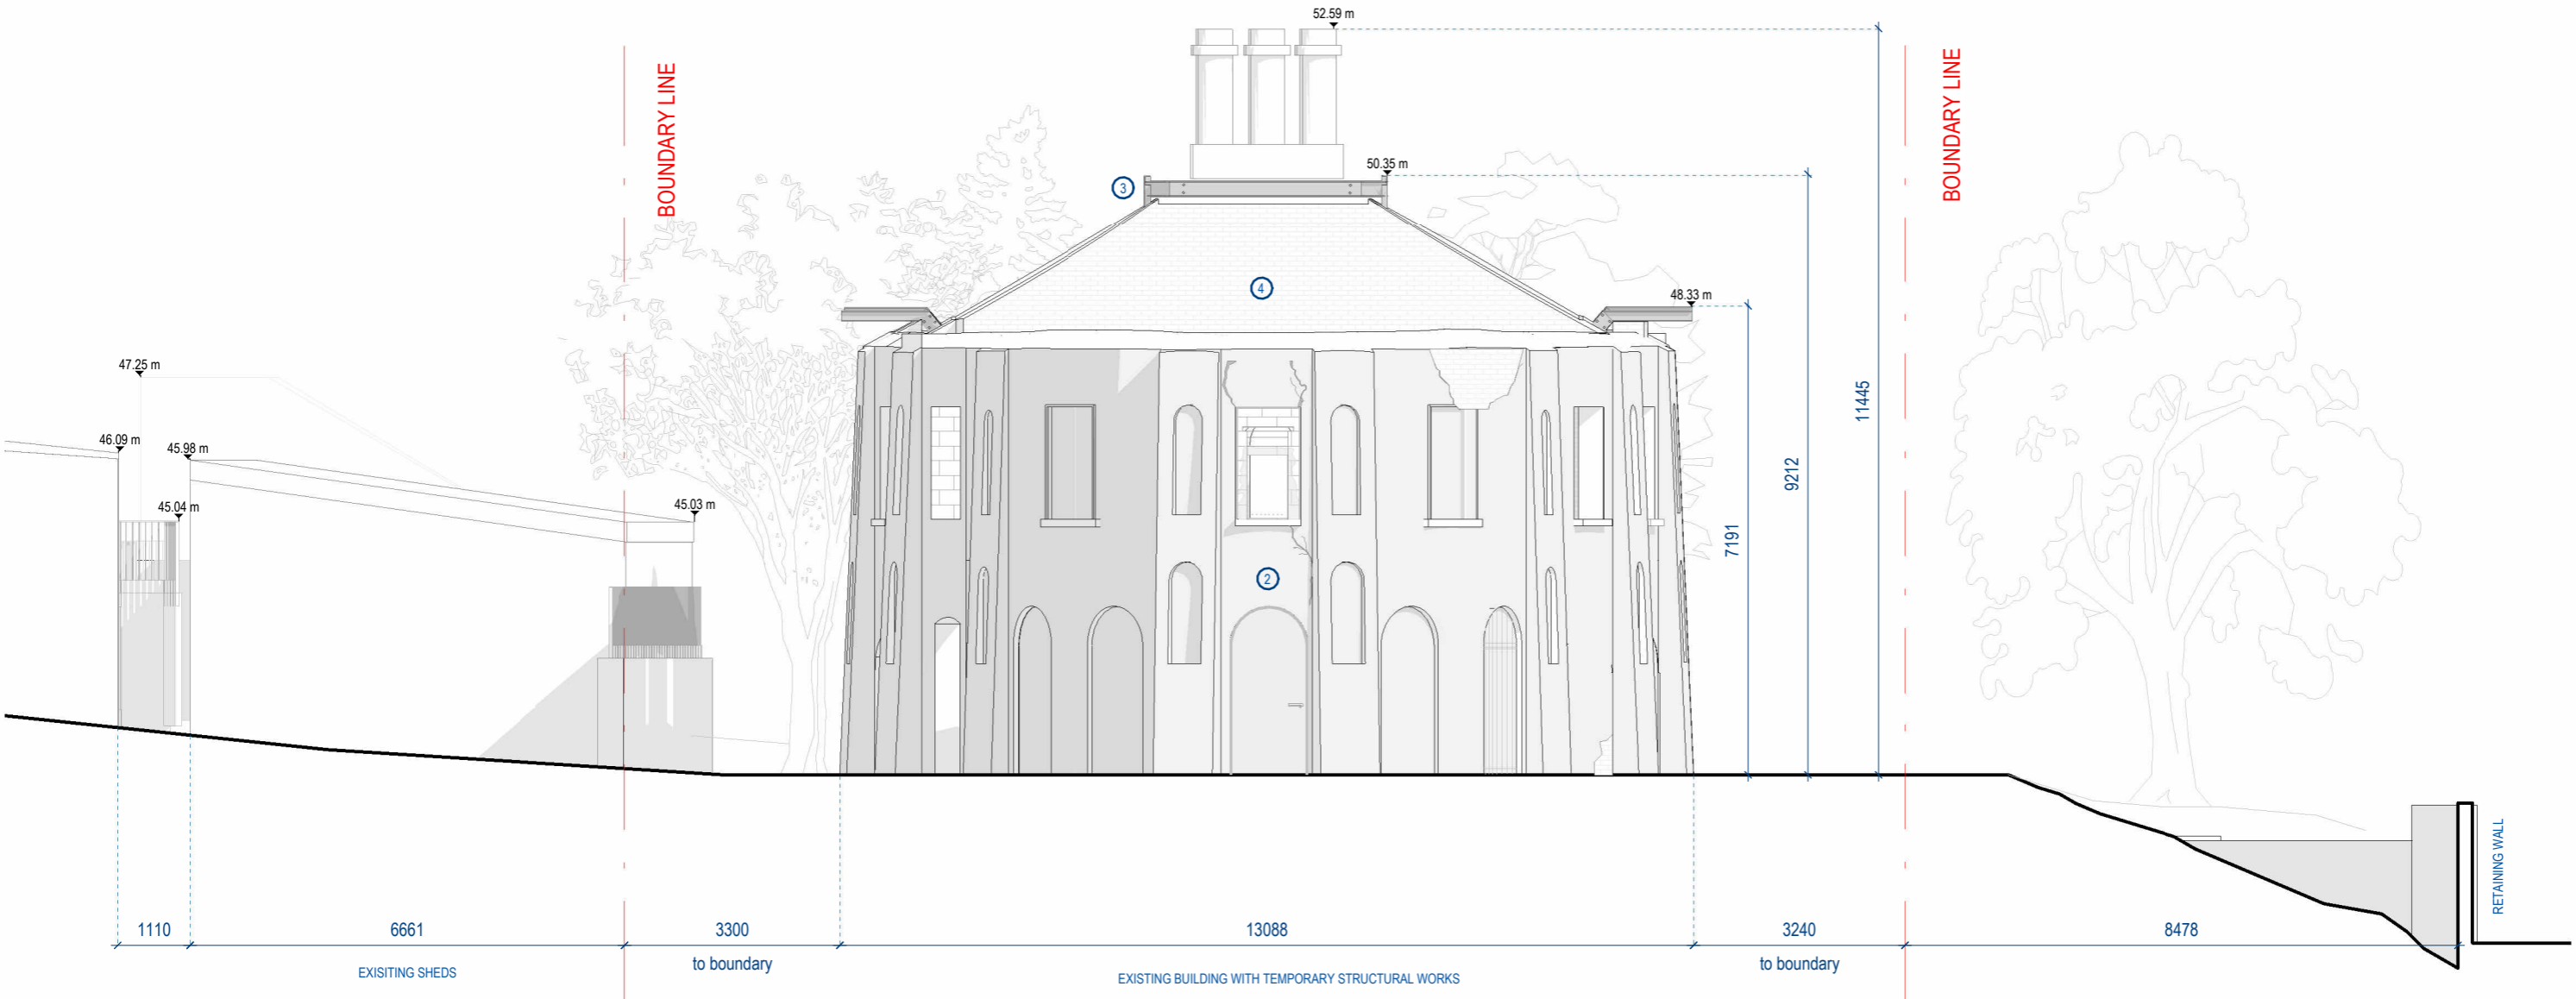 52.59 m
BOUNDARY LINE
BOUNDARY LINE
50.35 m
3
4
48.33 m
47.25 m
46.09 m
45.98 m
45.04 m
45.03 m
11445
9212
7191
2
RETAINING WALL
1110
6661
3300
13088
3240
8478
to boundary
to boundary
EXISITING SHEDS
EXISTING BUILDING WITH TEMPORARY STRUCTURAL WORKS